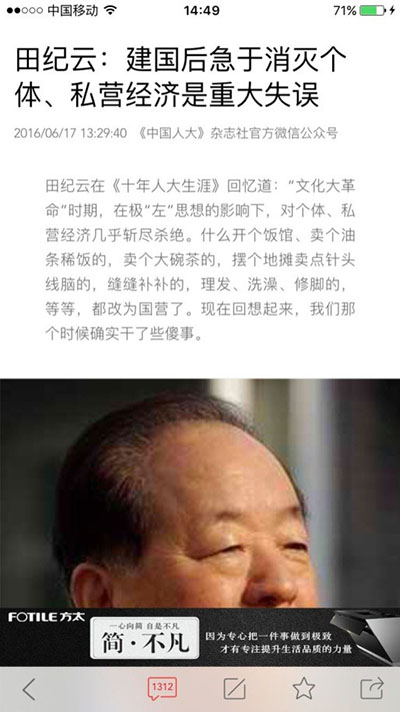 中国移动 14:49 71%
田纪云：建国后急于消灭个
体、私营经济是重大失误
2016/06/17 13:29:40 《中国人大》杂志社官方微信公众号
田纪云在《十年人大生涯》回忆道：“文化大革
命”时期，在极“左”思想的影响下，对个体、私
营经济几乎斩尽杀绝。什么开个饭馆、卖个油
条稀饭的，卖个大碗茶的，摆个地摊卖点针头
线脑的，缝缝补补的，理发、洗澡、修脚的，
等等，都改为国营了。现在回想起来，我们那
个时候确实干了些傻事。
FOTILE 方太
一心向简 自是不凡
简·不凡
因为专心把一件事做到极致
才有专注提升生活品质的力量
1312